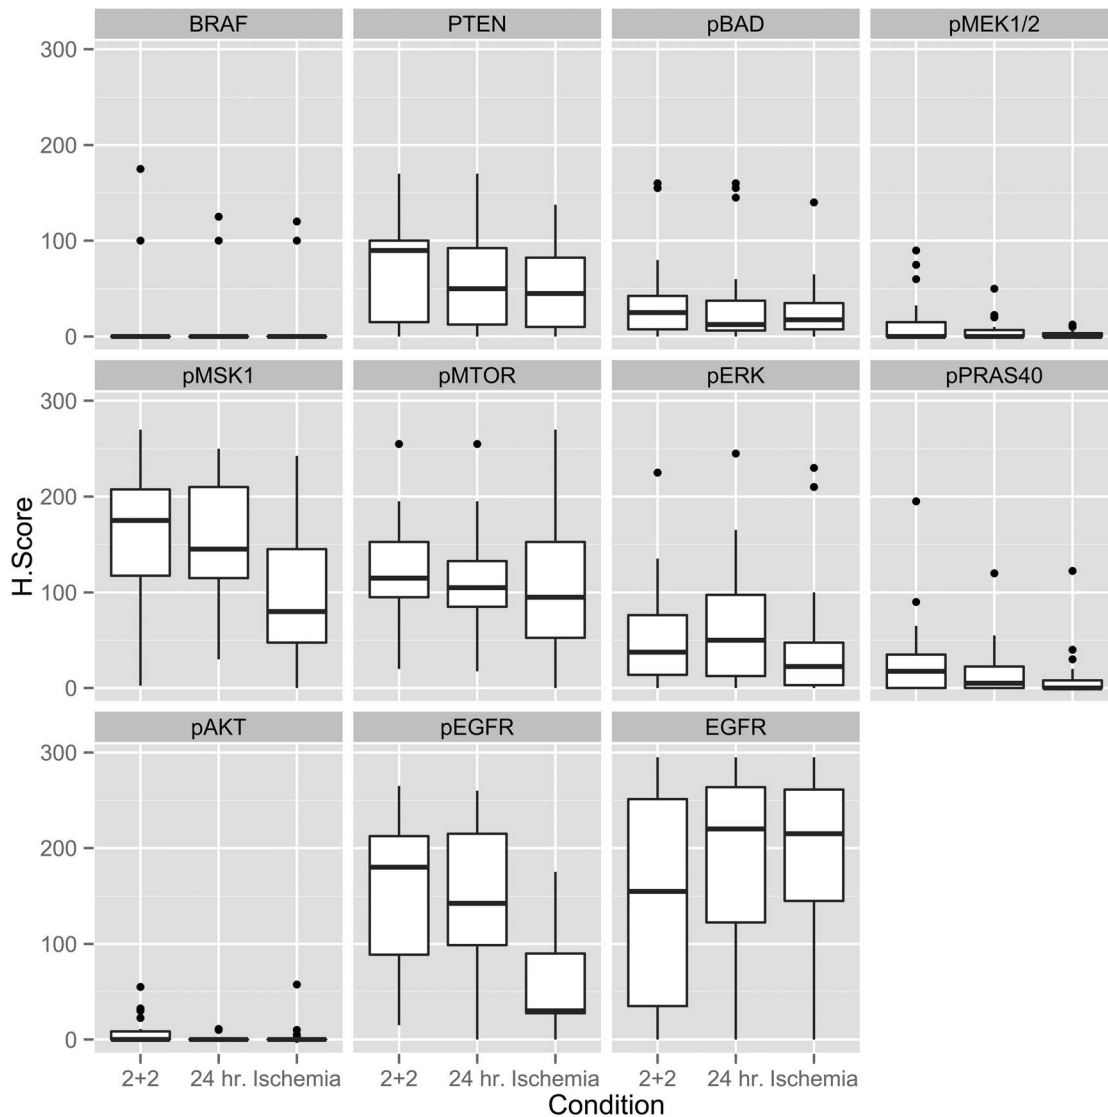 BRAF PTEN pBAD pMEK1/2
300
200
100
0
pMSK1 pMTOR pERK pPRAS40
300
200
100
0
H.Score
pAKT pEGFR EGFR
300
200
100
0
2+2 24 hr. Ischemia 2+2 24 hr. Ischemia 2+2 24 hr. Ischemia
Condition